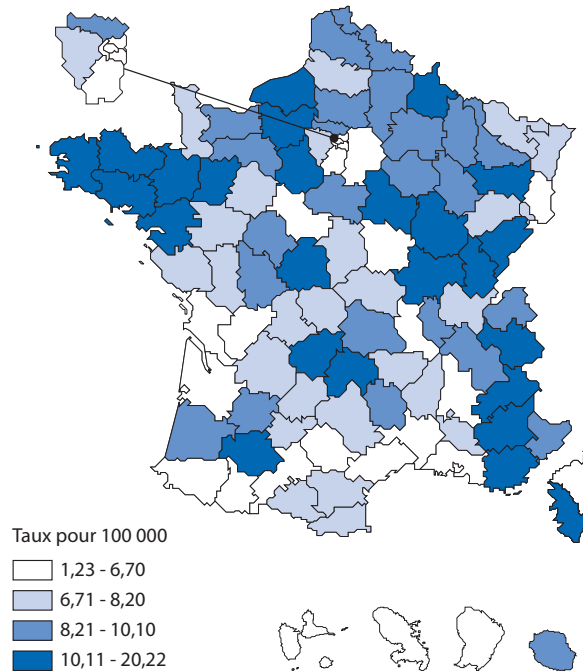 Taux pour 100 000
1,23 - 6,70
6,71 - 8,20
8,21 - 10,10
10,11 - 20,22